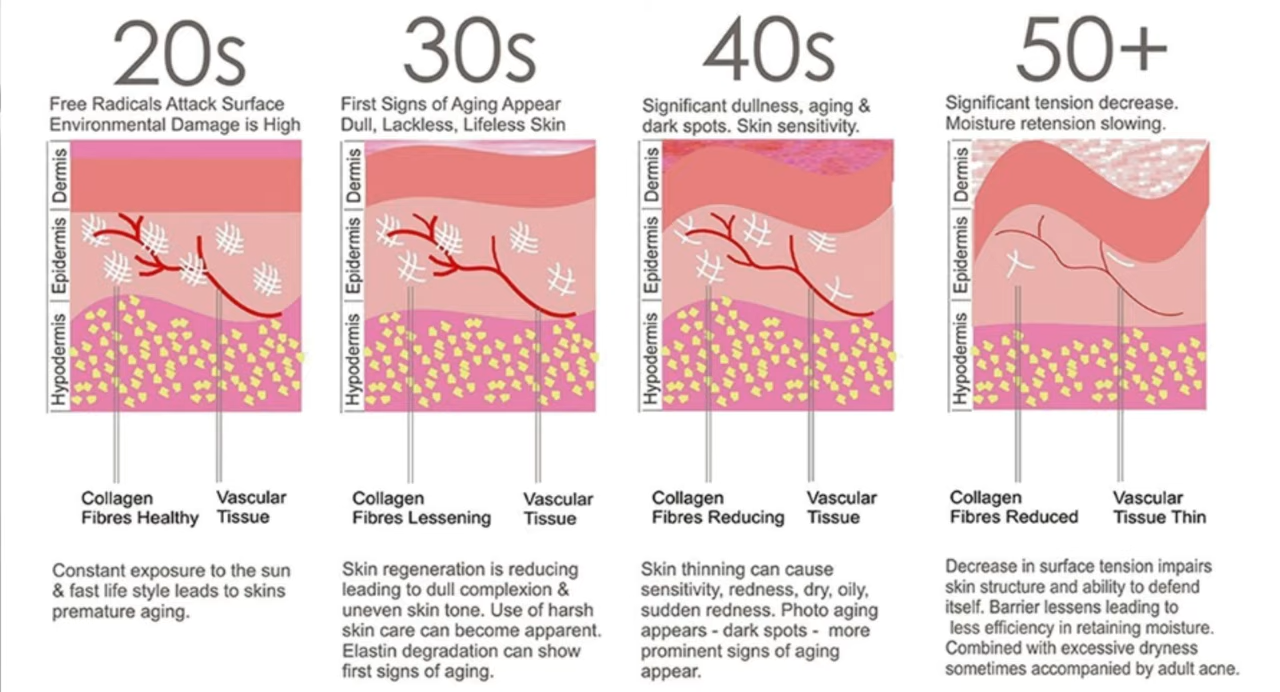 20s
Free Radicals Attack Surface
Environmental Damage is High
Dermis
Epidermis
Hypodermis
Collagen
Fibres Healthy
Vascular
Tissue
Constant exposure to the sun
& fast life style leads to skins
premature aging.
30s
First Signs of Aging Appear
Dull, Lackless, Lifeless Skin
Dermis
Epidermis
Hypodermis
Collagen
Fibres Lessening
Vascular
Tissue
Skin regeneration is reducing
leading to dull complexion &
uneven skin tone. Use of harsh
skin care can become apparent.
Elastin degradation can show
first signs of aging.
40s
Significant dullness, aging &
dark spots. Skin sensitivity.
Dermis
Epidermis
Hypodermis
Collagen
Fibres Reducing
Vascular
Tissue
Skin thinning can cause
sensitivity, redness, dry, oily,
sudden redness. Photo aging
appears - dark spots - more
prominent signs of aging
appear.
50+
Significant tension decrease.
Moisture retension slowing.
Dermis
Epidermis
Hypodermis
Collagen
Fibres Reduced
Vascular
Tissue Thin
Decrease in surface tension impairs
skin structure and ability to defend
itself. Barrier lessens leading to
less efficiency in retaining moisture.
Combined with excessive dryness
sometimes accompanied by adult acne.